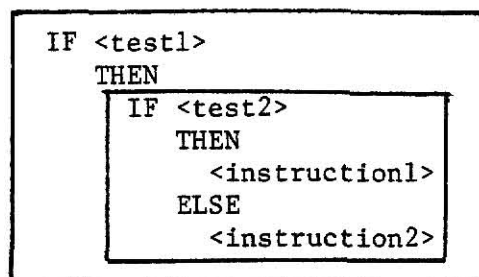 IF <test1>
THEN
IF <test2>
THEN
<instruction1>
ELSE
<instruction2>